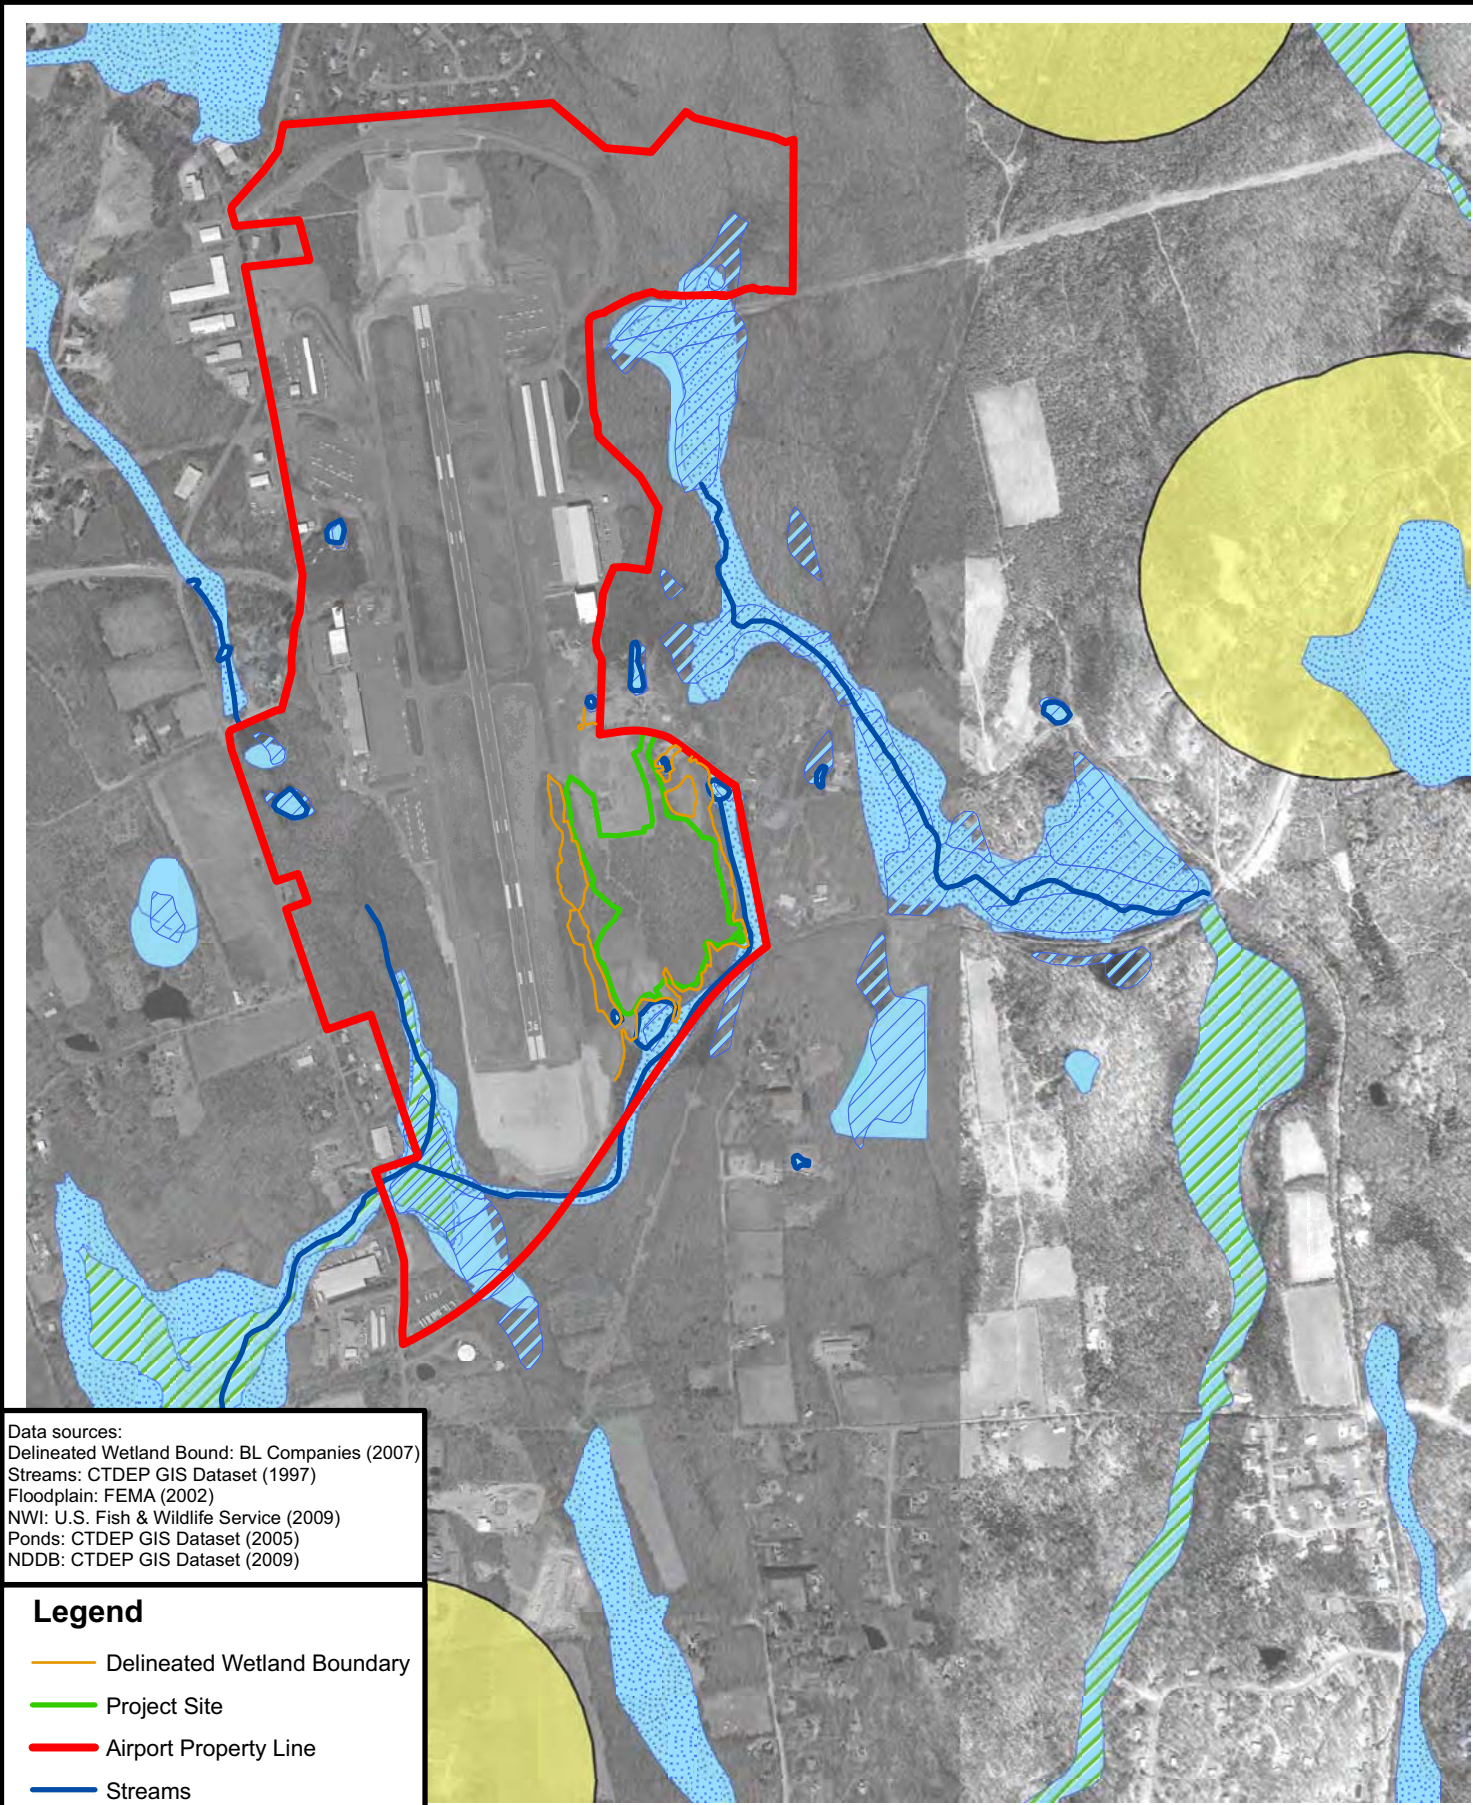 Data sources:
Delineated Wetland Bound: BL Companies (2007)
Streams: CTDEP GIS Dataset (1997)
Floodplain: FEMA (2002)
NWI: U.S. Fish & Wildlife Service (2009)
Ponds: CTDEP GIS Dataset (2005)
NDDB: CTDEP GIS Dataset (2009)
Legend
Delineated Wetland Boundary
Project Site
Airport Property Line
Streams